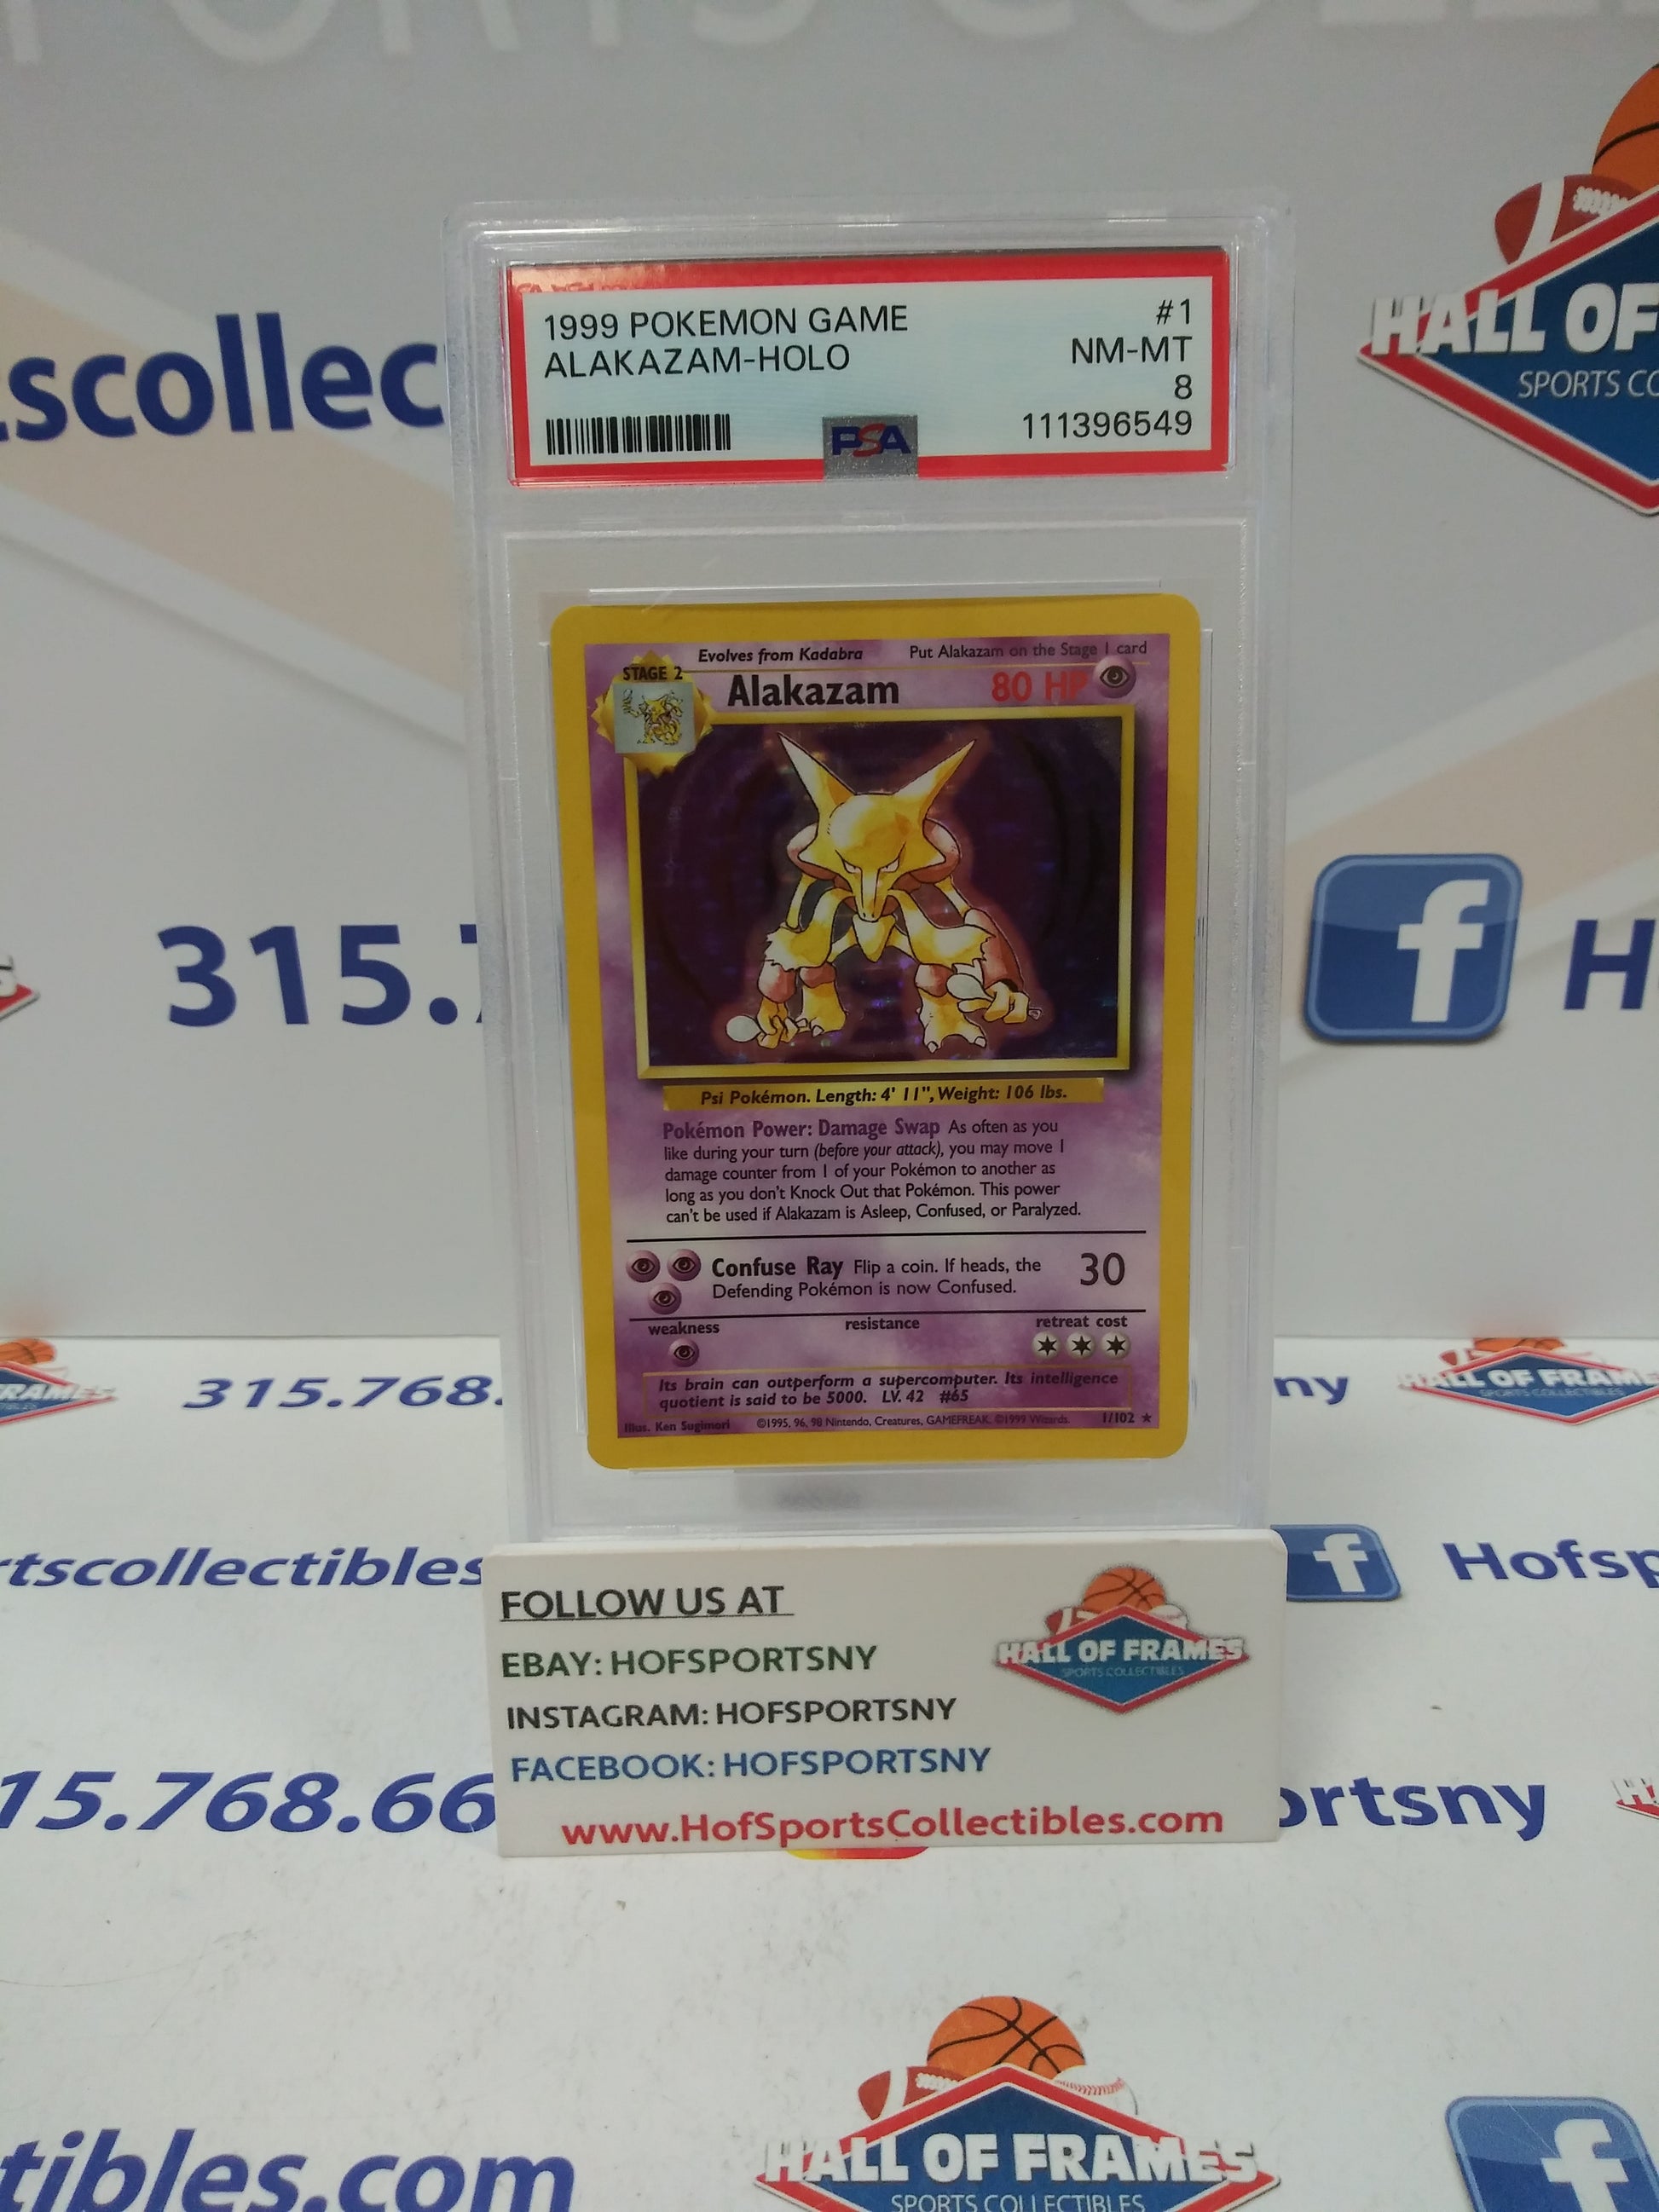 SPORTS COLLE
HALL OF
SPORTS CO
scollec
1999 POKEMON GAME #1
ALAKAZAM-HOLO NM-MT
8
PSA 111396549
STAGE 2
Evolves from Kadabra Put Alakazam on the Stage 1 card
Alakazam 80 HP
315.7
f H
Psi Pokémon. Length: 4' 11", Weight: 106 lbs.
Pokémon Power: Damage Swap As often as you
like during your turn (before your attack), you may move 1
damage counter from 1 of your Pokémon to another as
long as you don't Knock Out that Pokémon. This power
can't be used if Alakazam is Asleep, Confused, or Paralyzed.
Confuse Ray Flip a coin. If heads, the 30
Defending Pokémon is now Confused.
weakness resistance retreat cost
Its brain can outperform a supercomputer. Its intelligence
quotient is said to be 5000. LV. 42 #65
Illus. Ken Sugimori ©1995, 96, 98 Nintendo, Creatures, GAMEFREAK. ©1999 Wizards. 1/102 ★
FRAMES
315.768.
ny
HALL OF FRAMES
SPORTS COLLECTIBLES
rtscollectibles
f Hofsp
FOLLOW US AT
EBAY: HOFSPORTSNY
INSTAGRAM: HOFSPORTSNY
FACEBOOK: HOFSPORTSNY
www.HofSportsCollectibles.com
HALL OF FRAMES
SPORTS COLLECTIBLES
15.768.66
ortsny
tibles.com
HALL OF FRAMES
SPORTS COLLECTIBLES
f